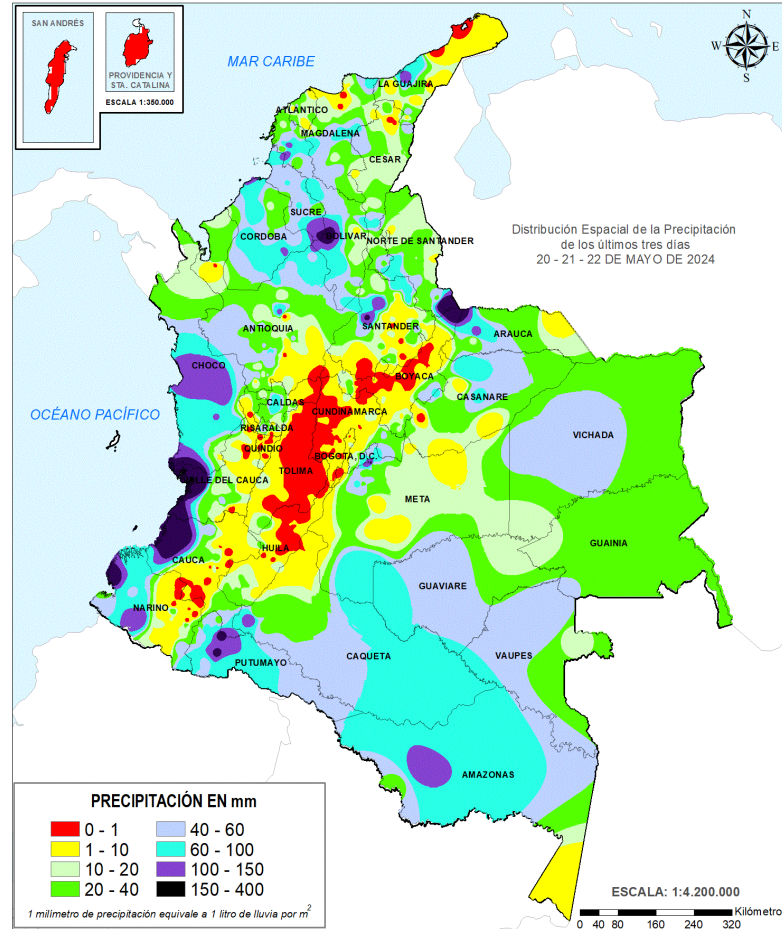 SAN ANDRÉS
PROVIDENCIA Y
STA. CATALINA
ESCALA 1:350.000
N
W
E
S
MAR CARIBE
LA GUAJIRA
ATLANTICO
MAGDALENA
CESAR
SUCRE
CORDOBA
BOLIVAR
NORTE DE SANTANDER
Distribución Espacial de la Precipitación
de los últimos tres días
20 - 21 - 22 DE MAYO DE 2024
ANTIOQUIA
SANTANDER
ARAUCA
CHOCO
BOYACA
CASANARE
CALDAS
CUNDINAMARCA
OCÉANO PACÍFICO
RISARALDA
VICHADA
QUINDIO
BOGOTA, D.C.
TOLIMA
VALLE DEL CAUCA
META
GUAINIA
HUILA
CAUCA
GUAVIARE
NARIÑO
CAQUETA
VAUPES
PUTUMAYO
AMAZONAS
PRECIPITACIÓN EN mm
0 - 1
40 - 60
1 - 10
60 - 100
10 - 20
100 - 150
20 - 40
150 - 400
1 milimetro de precipitación equivale a 1 litro de lluvia por m²
ESCALA: 1:4.200.000
Kilómetro
0 40 80 160 240 320